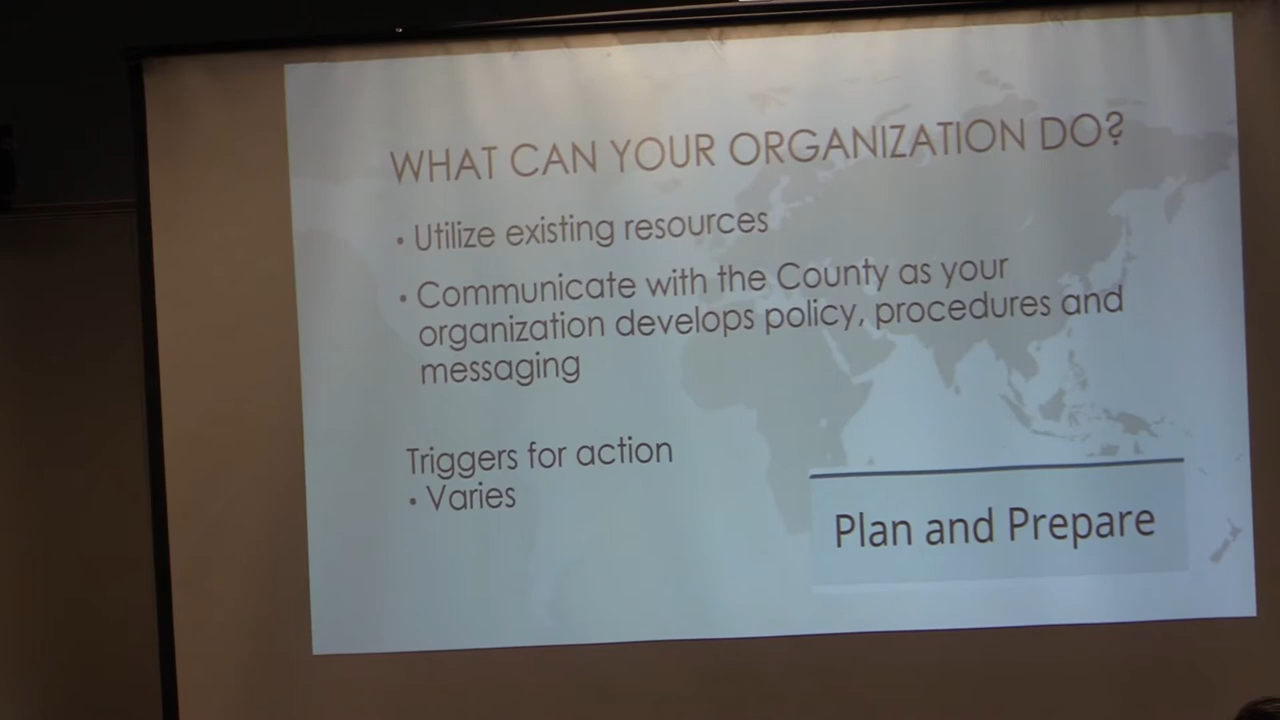 WHAT CAN YOUR ORGANIZATION DO?
• Utilize existing resources
• Communicate with the County as your
organization develops policy, procedures and
messaging
Triggers for action
• Varies
Plan and Prepare